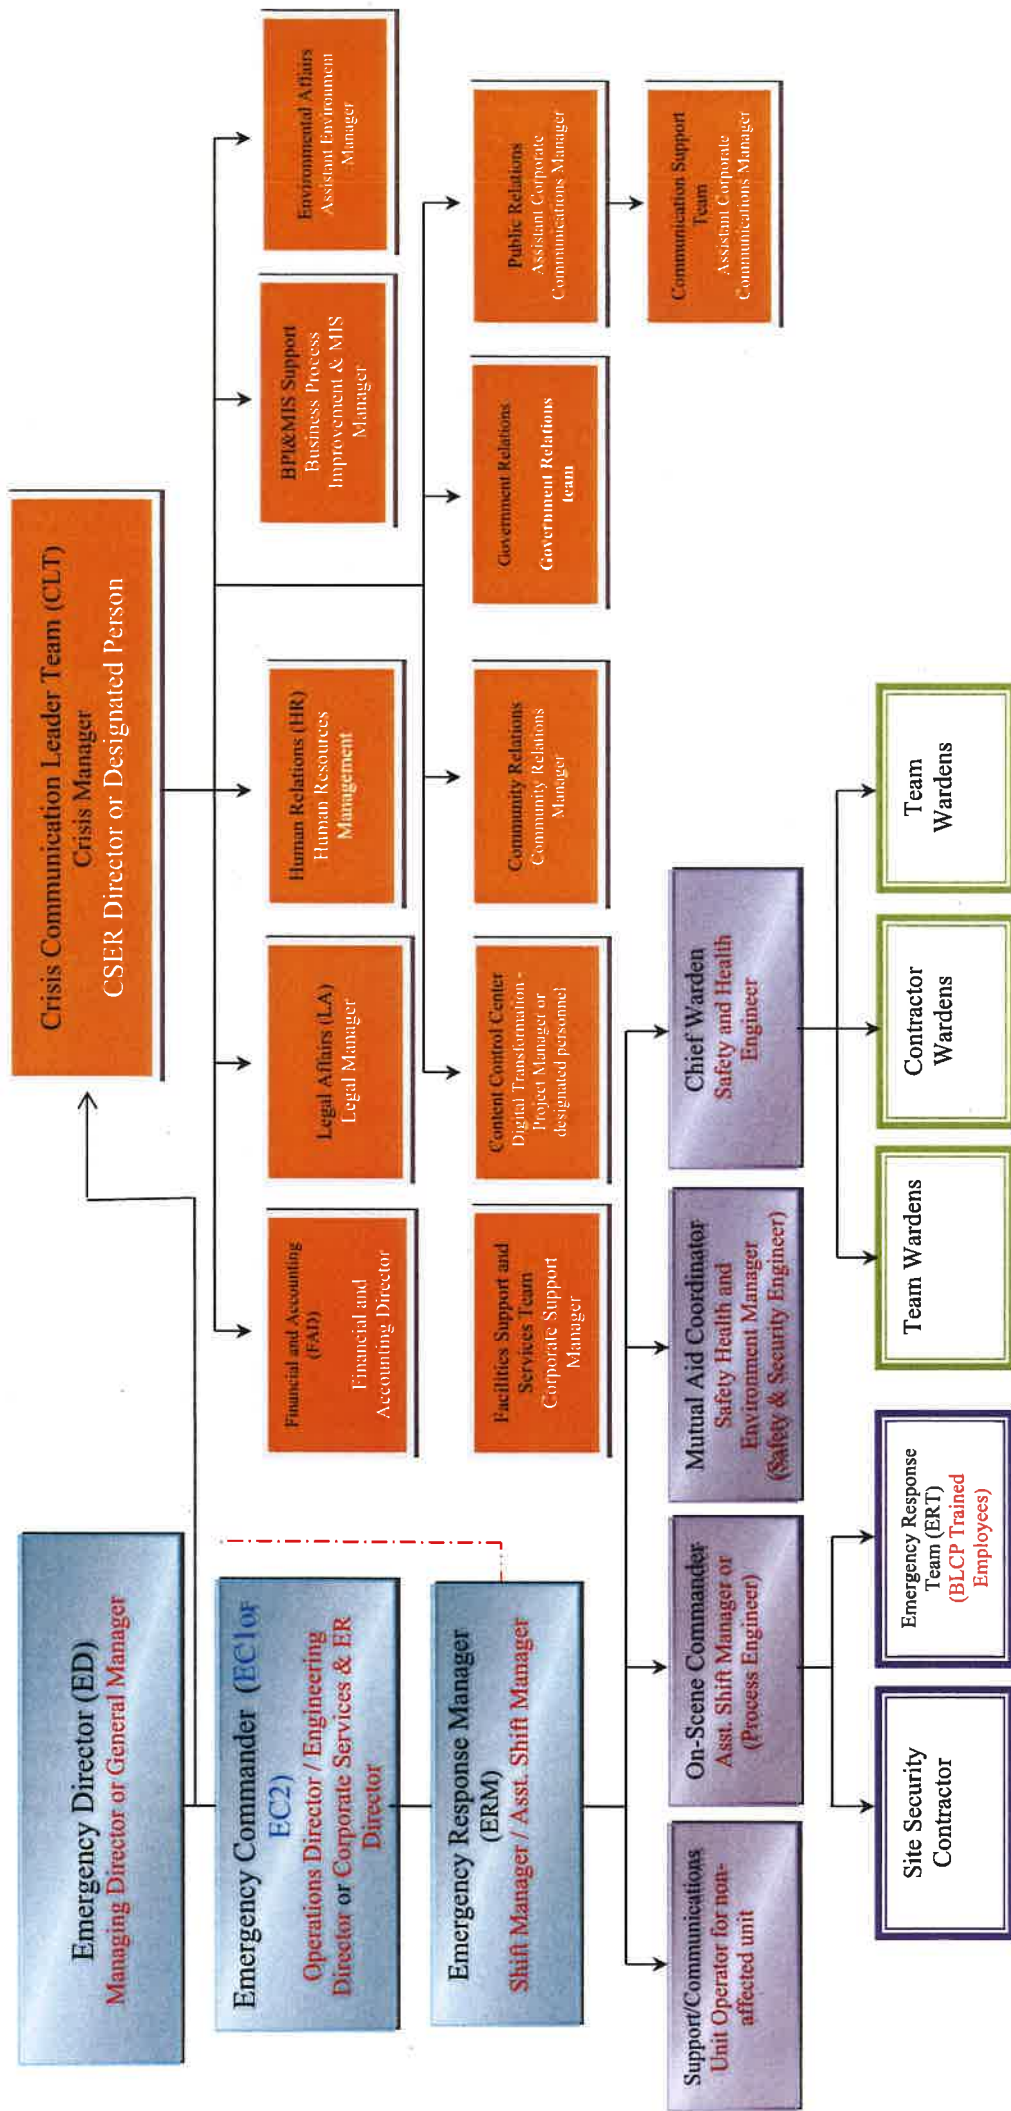 Emergency Director (ED)
Managing Director or General Manager
Crisis Communication Leader Team (CLT)
Crisis Manager
CSER Director or Designated Person
Emergency Commander (EC1or
EC2)
Operations Director / Engineering
Director or Corporate Services & ER
Director
Emergency Response Manager
(ERM)
Shift Manager / Asst. Shift Manager
Financial and Accounting
(FAD)
Financial and
Accounting Director
Legal Affairs (LA)
Legal Manager
Human Relations (HR)
Human Resources
Management
BPI&MIS Support
Business Process
Improvement & MIS
Manager
Environmental Affairs
Assistant Environment
Manager
Facilities Support and
Services Team
Corporate Support
Manager
Content Control Center
Digital Transformation -
Project Manager or
designated personnel
Community Relations
Community Relations
Manager
Government Relations
Government Relations
team
Public Relations
Assistant Corporate
Communications Manager
Communication Support
Team
Assistant Corporate
Communications Manager
Support/Communications
Unit Operator for non-
affected unit
On-Scene Commander
Asst. Shift Manager or
(Process Engineer)
Mutual Aid Coordinator
Safety Health and
Environment Manager
(Safety & Security Engineer)
Chief Warden
Safety and Health
Engineer
Site Security
Contractor
Emergency Response
Team (ERT)
(BLCP Trained
Employees)
Team Wardens
Contractor
Wardens
Team
Wardens